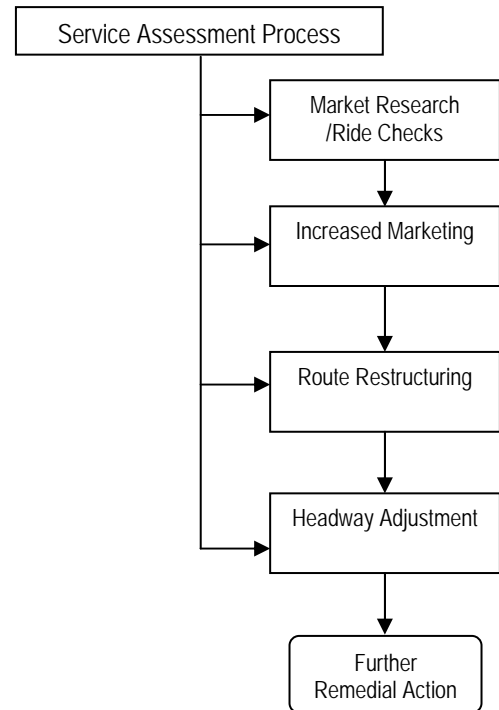 Service Assessment Process
Market Research
/Ride Checks
Increased Marketing
Route Restructuring
Headway Adjustment
Further
Remedial Action